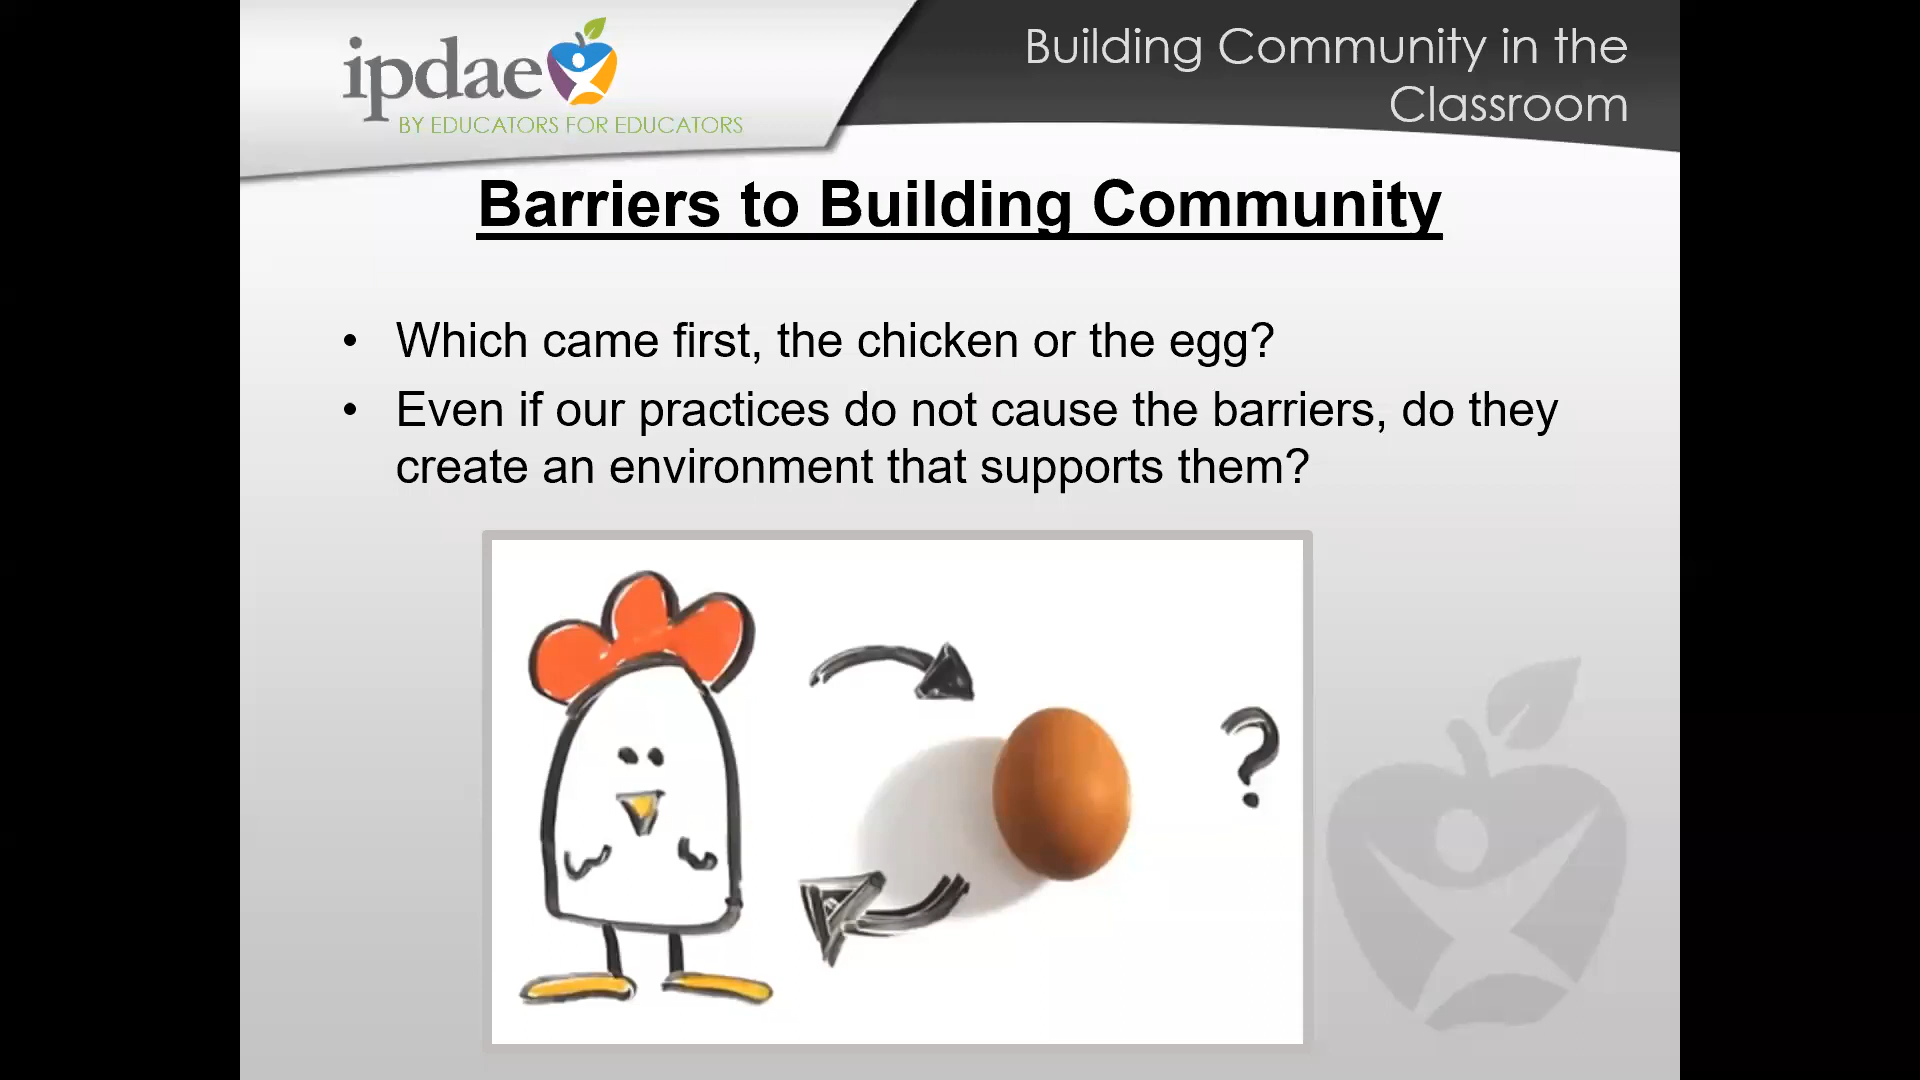 ipdae
BY EDUCATORS FOR EDUCATORS
Building Community in the
Classroom
Barriers to Building Community
• Which came first, the chicken or the egg?
• Even if our practices do not cause the barriers, do they
create an environment that supports them?
?